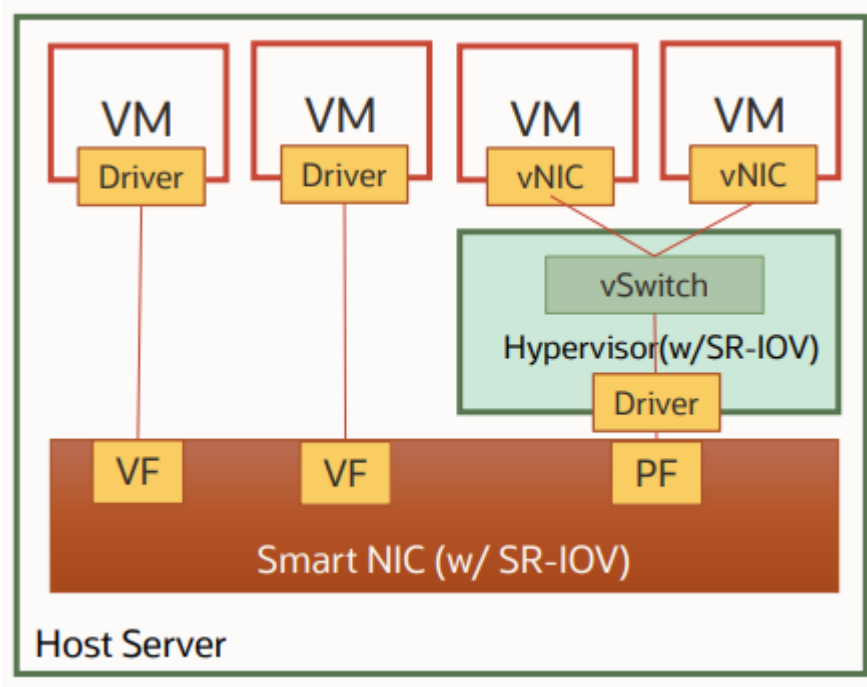 VM
VM
VM
VM
Driver
Driver
vNIC
vNIC
vSwitch
Hypervisor(w/SR-IOV)
Driver
VF
VF
PF
Smart NIC (w/ SR-IOV)
Host Server